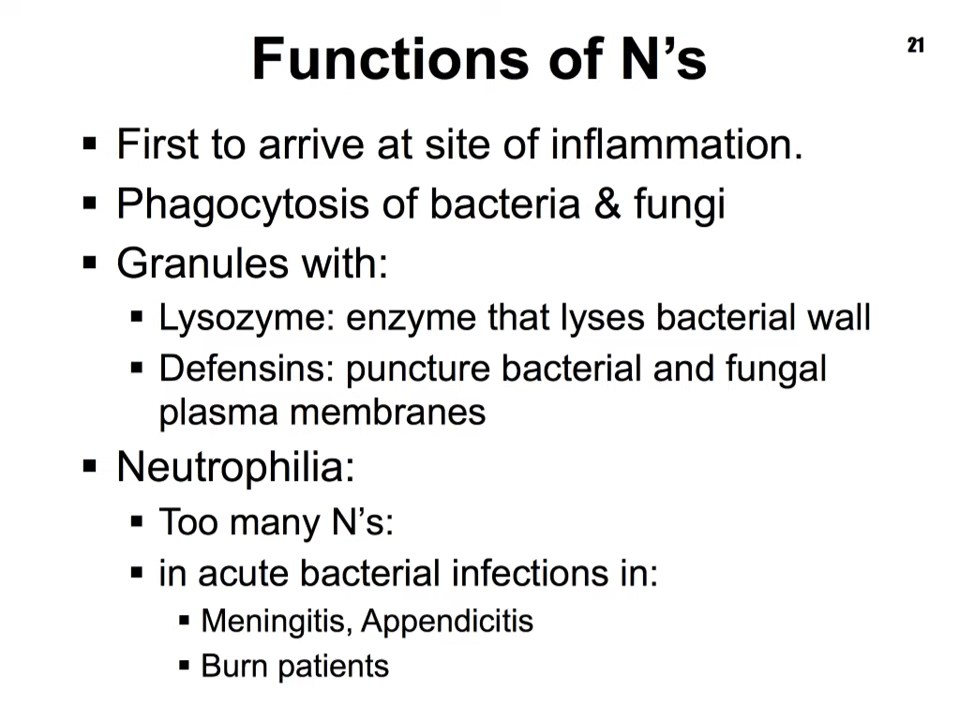 Functions of N’s
21
▪ First to arrive at site of inflammation.
▪ Phagocytosis of bacteria & fungi
▪ Granules with:
▪ Lysozyme: enzyme that lyses bacterial wall
▪ Defensins: puncture bacterial and fungal
plasma membranes
▪ Neutrophilia:
▪ Too many N’s:
▪ in acute bacterial infections in:
▪ Meningitis, Appendicitis
▪ Burn patients